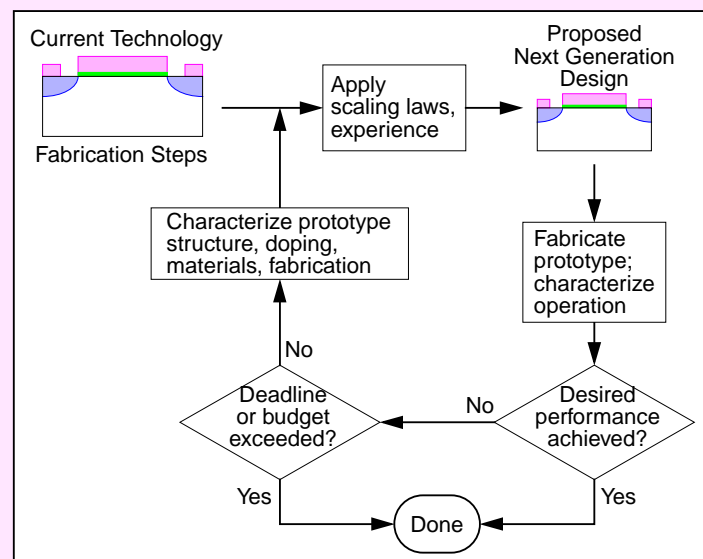 Current Technology
Fabrication Steps
Apply
scaling laws,
experience
Proposed
Next Generation
Design
Fabricate
prototype;
characterize
operation
Desired
performance
achieved?
No
Yes
Deadline
or budget
exceeded?
No
Yes
Characterize prototype
structure, doping,
materials, fabrication
Done